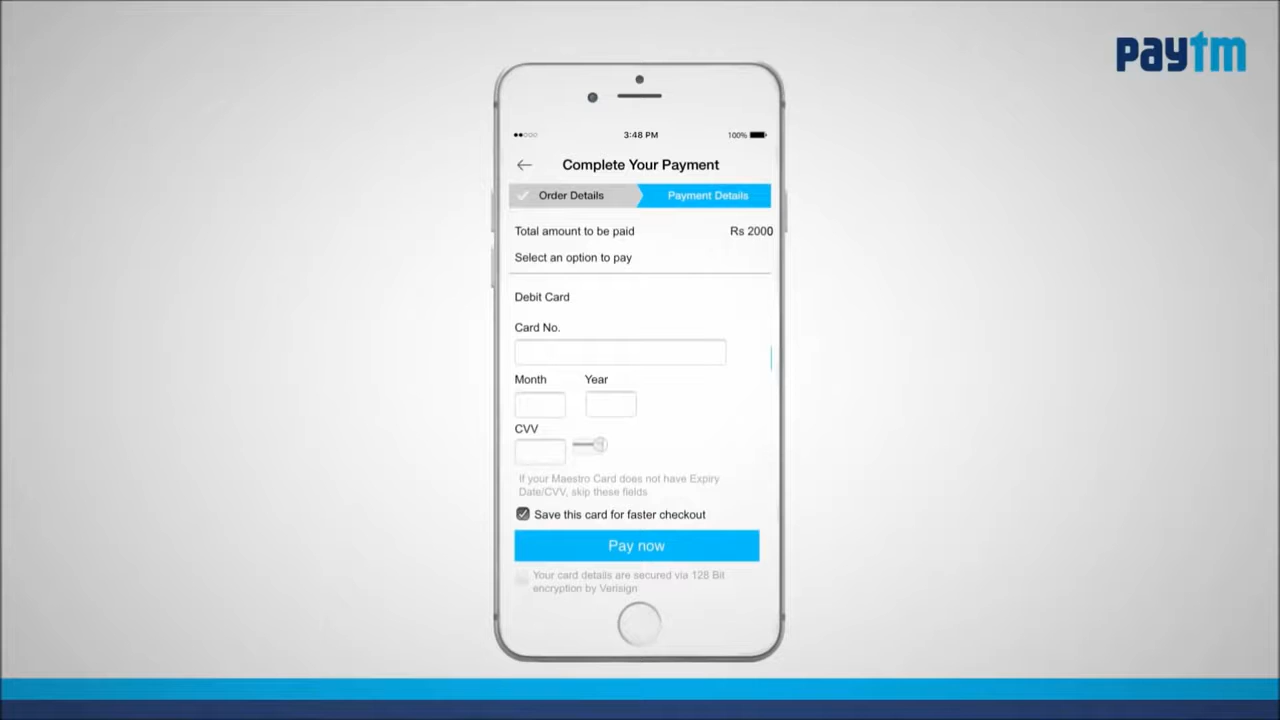 paytm
3:48 PM 100%
Complete Your Payment
Order Details Payment Details
Total amount to be paid Rs 2000
Select an option to pay
Debit Card
Card No.
Month Year
CVV
If your Maestro Card does not have Expiry
Date/CVV, skip these fields
Save this card for faster checkout
Pay now
Your card details are secured via 128 Bit
encryption by Verisign